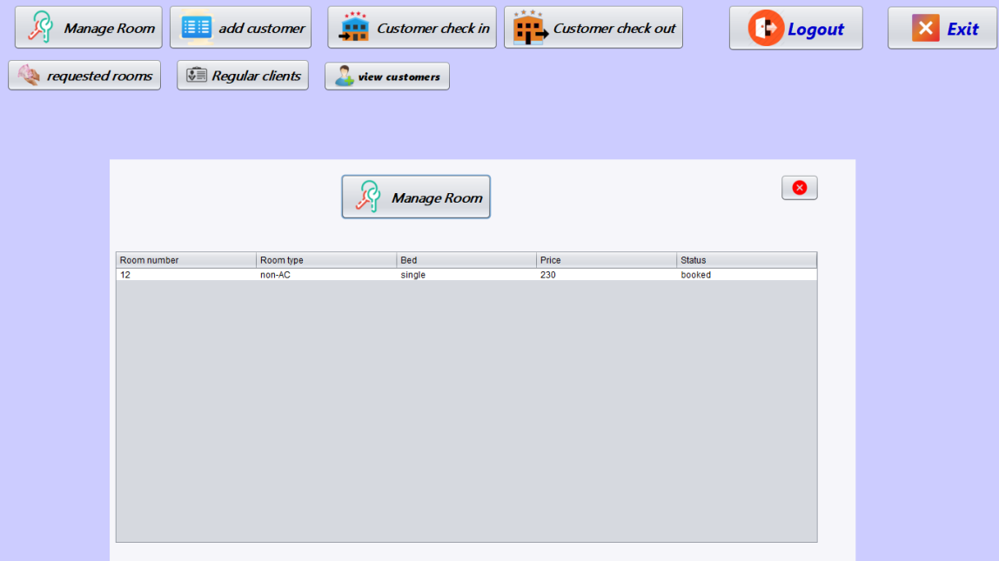 Manage Room add customer Customer check in Customer check out Logout Exit
requested rooms Regular clients view customers
Manage Room
Room number Room type Bed Price Status
12 non-AC single 230 booked